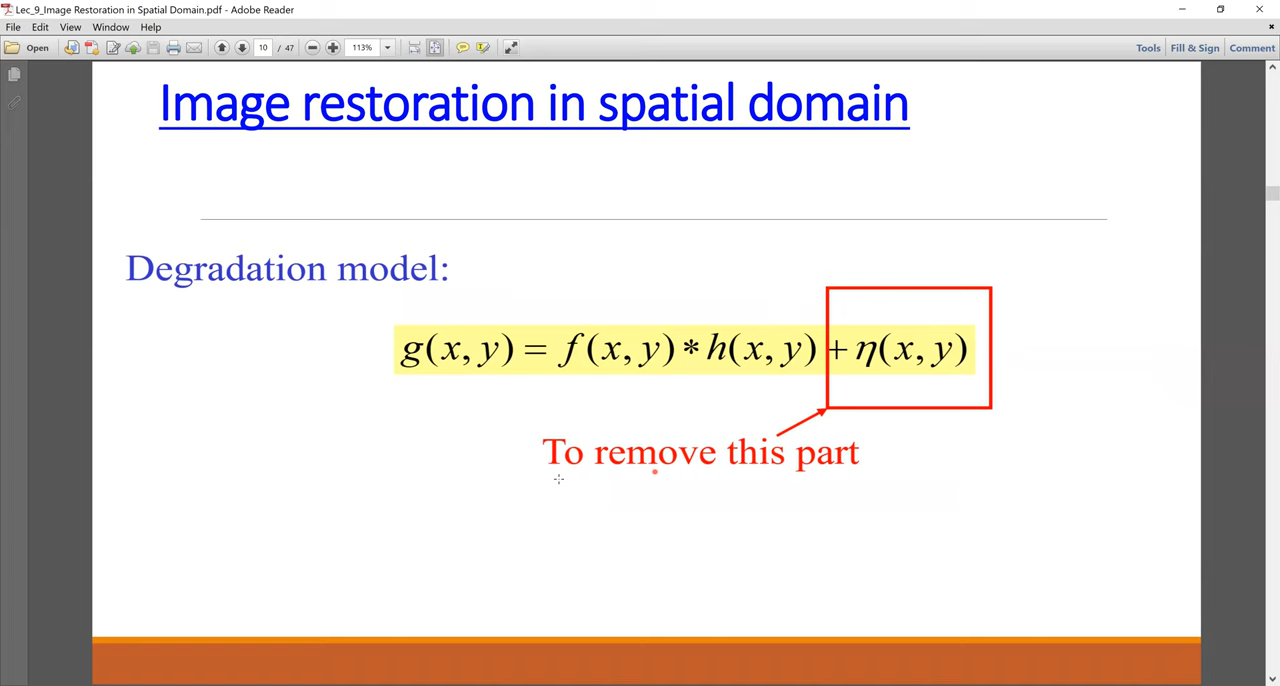 Lec_9_Image Restoration in Spatial Domain.pdf - Adobe Reader
File Edit View Window Help
Open 10 / 47 113% Tools Fill & Sign Comment
Image restoration in spatial domain
Degradation model:
g(x, y) = f(x, y) * h(x, y) + η(x, y)
To remove this part